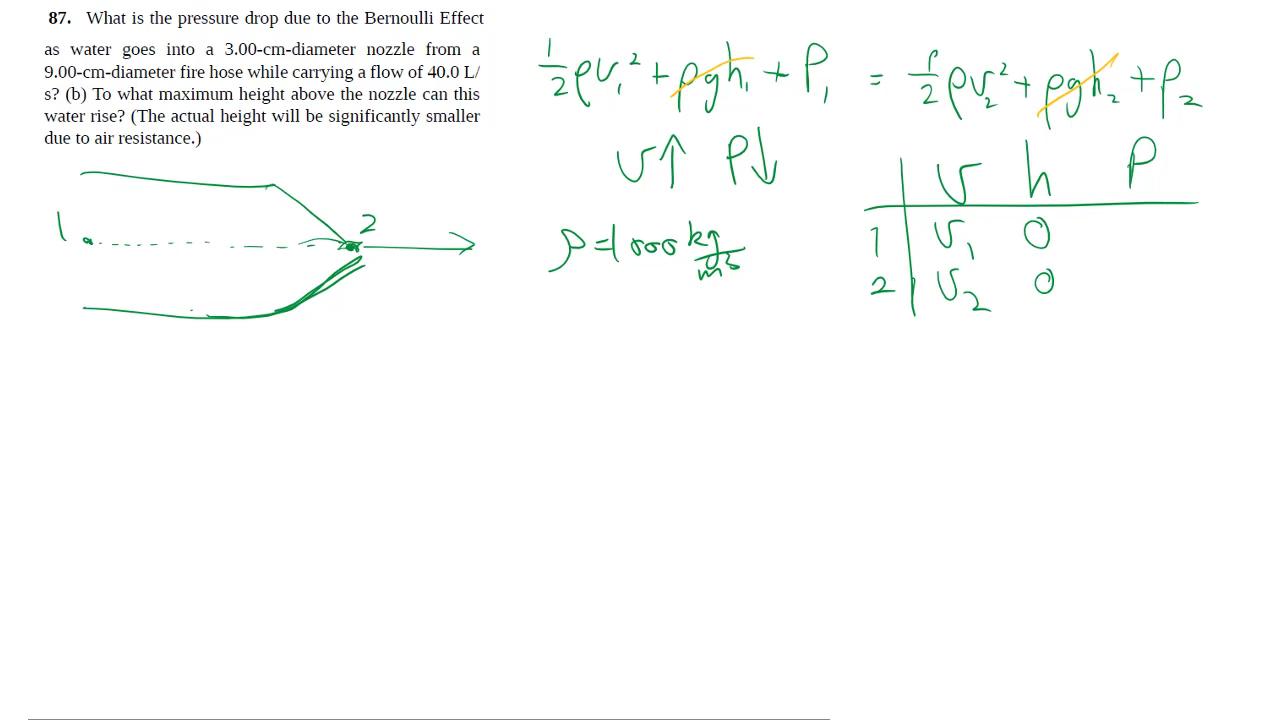 87. What is the pressure drop due to the Bernoulli Effect
as water goes into a 3.00-cm-diameter nozzle from a
9.00-cm-diameter fire hose while carrying a flow of 40.0 L/
s? (b) To what maximum height above the nozzle can this
water rise? (The actual height will be significantly smaller
due to air resistance.)
1/2 ρv₁² + ρgh₁ + P₁ = 1/2 ρv₂² + ρgh₂ + P₂
v↑ P↓
ρ = 1000 kg/m³
v h P
1 v₁ 0
2 v₂ 0
1
2